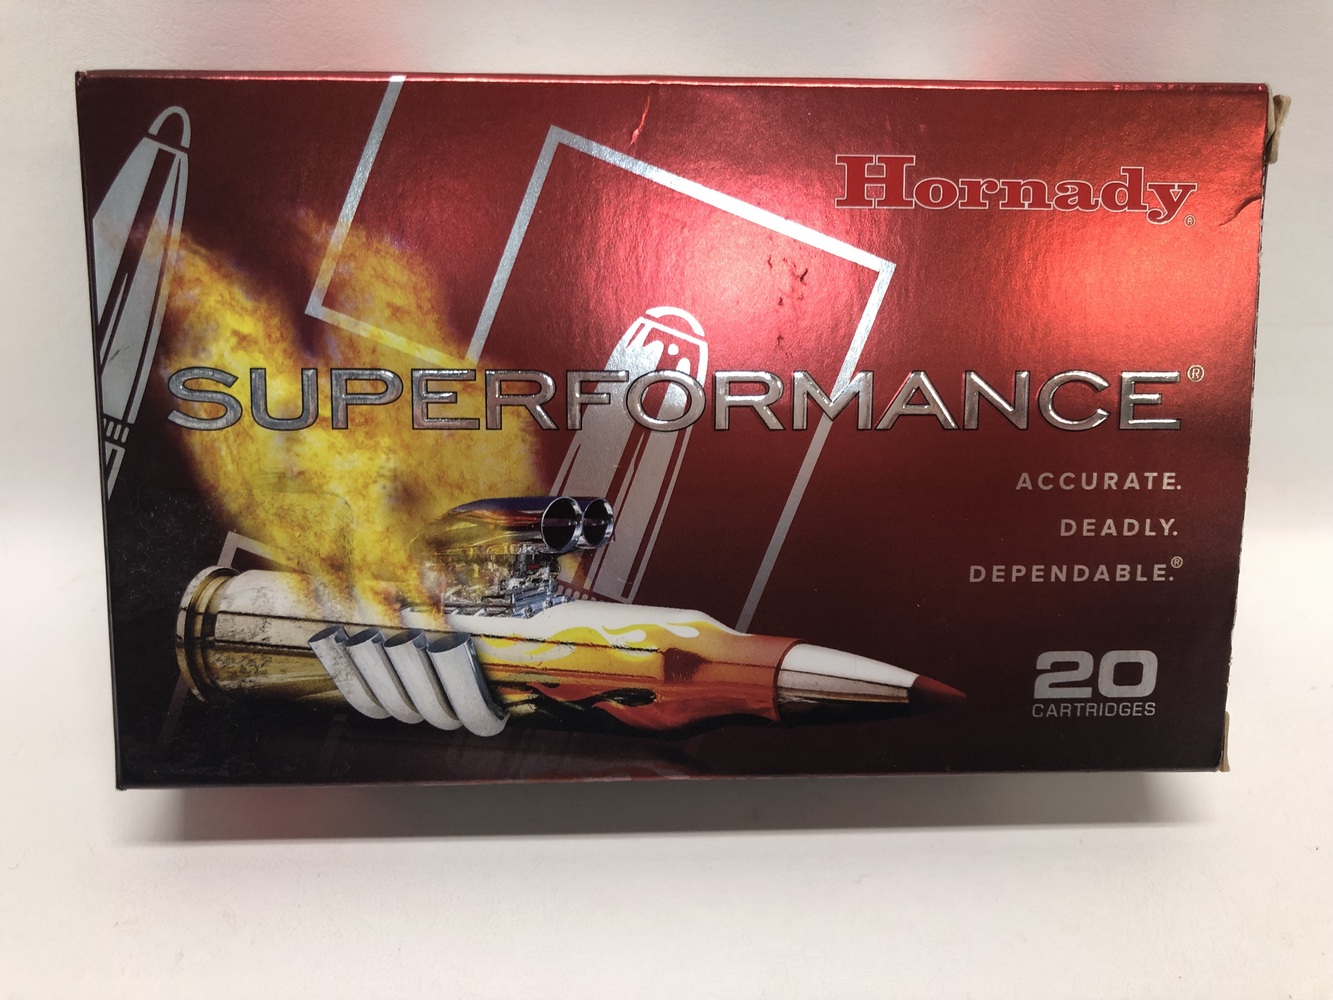 Hornady®
SUPERFORMANCE®
ACCURATE.
DEADLY.
DEPENDABLE.®
20
CARTRIDGES